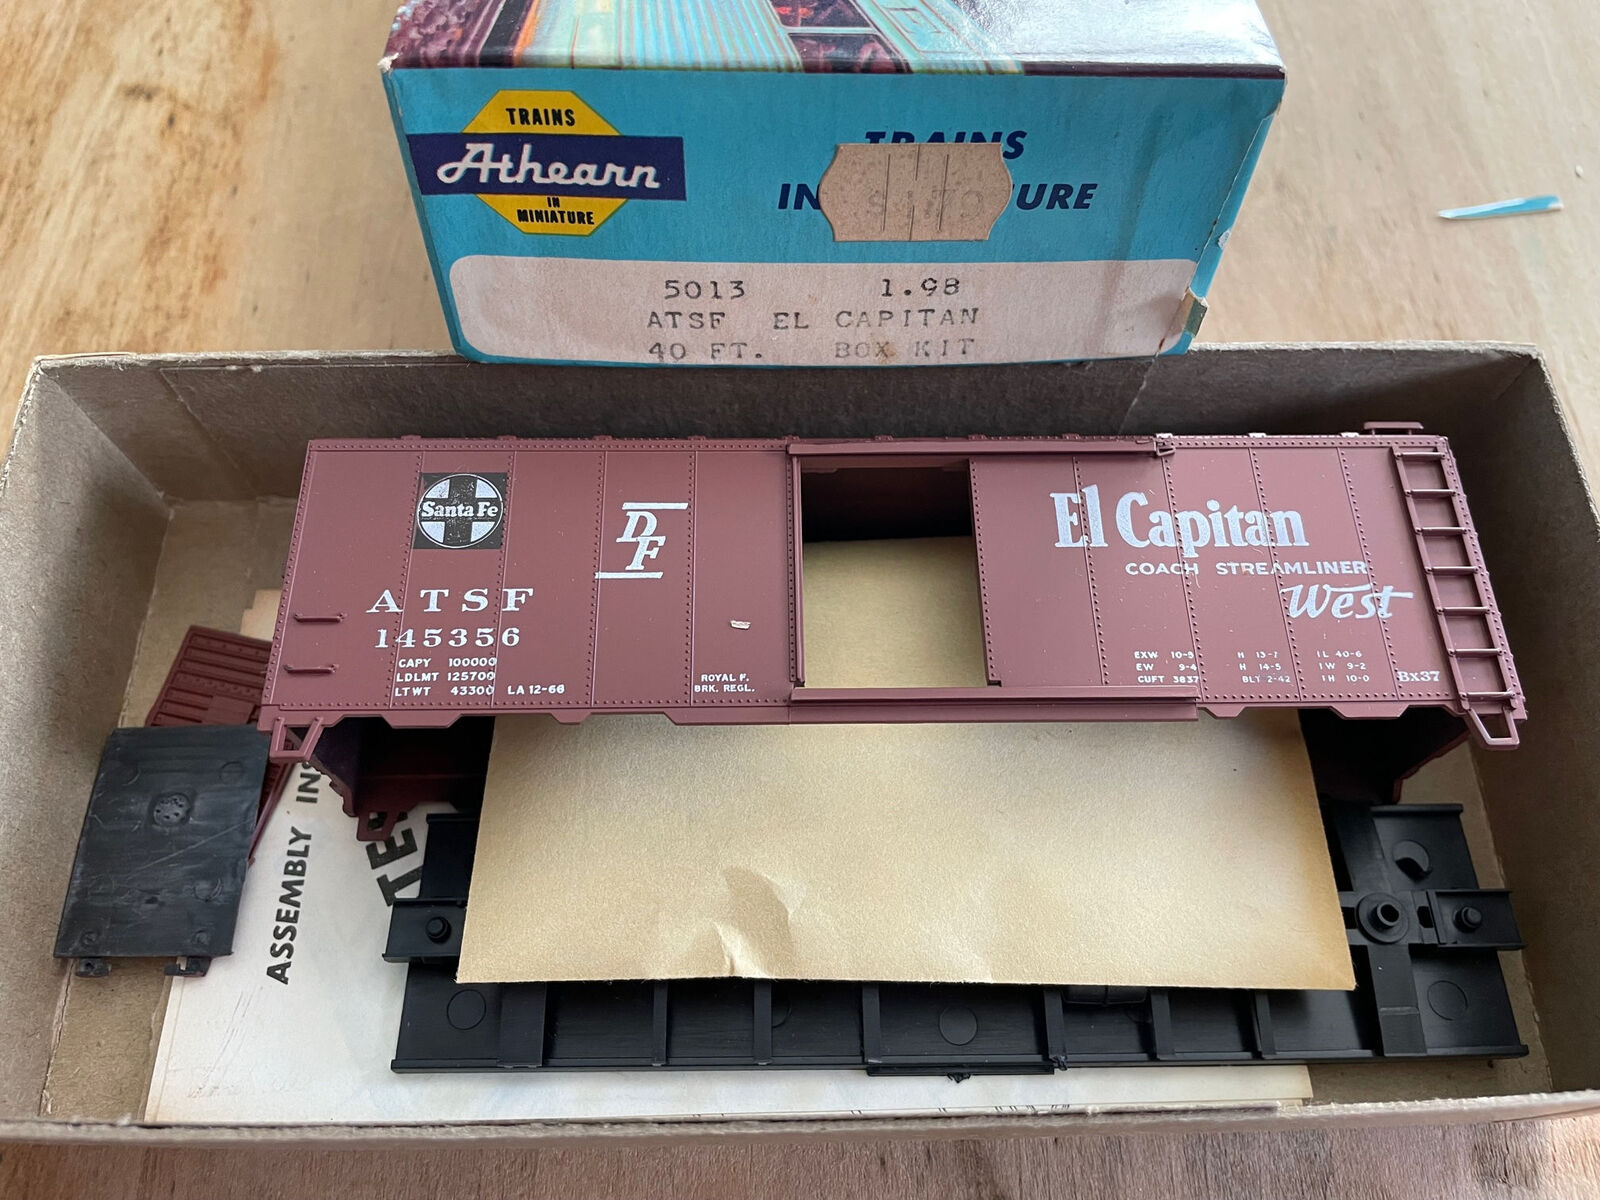 TRAINS
Athearn
IN
MINIATURE
TRAINS
IN URE
5013 1.98
ATSF EL CAPITAN
40 FT. BOX KIT
Santa Fe
DF
ATSF
145356
CAPY 100000
LDLMT 125700
LTWT 43300 LA 12-66
ROYAL F.
BRK. REGL.
El Capitan
COACH STREAMLINER
West
EXW 10-5 H 13-7 IL 40-6
EW 9-4 H 14-5 IW 9-2
CUFT 3837 BLT 2-42 IH 10-0
Bx37
ASSEMBLY INS